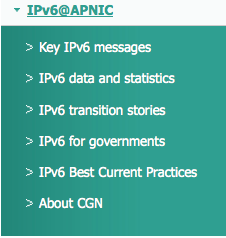 IPv6@APNIC
> Key IPv6 messages
> IPv6 data and statistics
> IPv6 transition stories
> IPv6 for governments
> IPv6 Best Current Practices
> About CGN